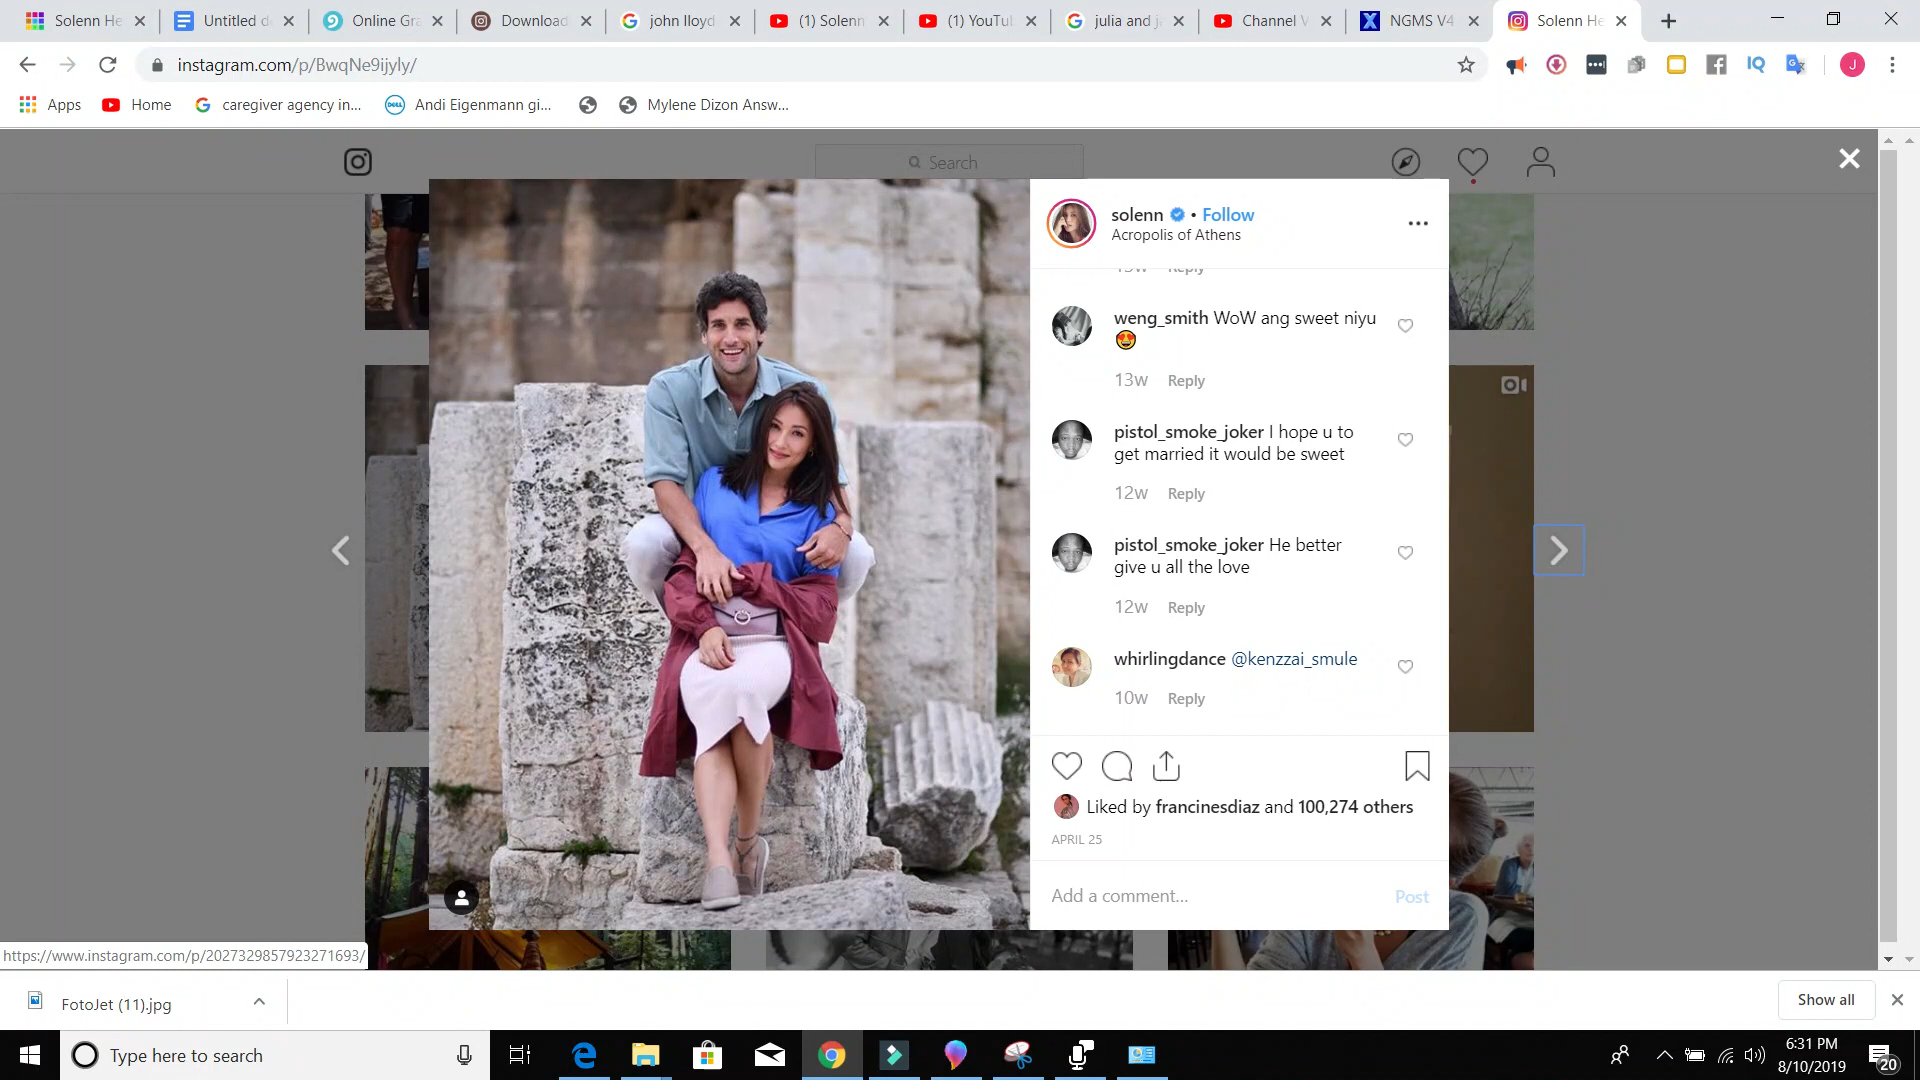 Solenn He
Untitled d
Online Gra
Download
john lloyd
(1) Solenn
(1) YouTu
julia and j
Channel V
NGMS V4
Solenn He
instagram.com/p/BwqNe9ijyly/
IQ
J
Apps
Home
caregiver agency in...
DELL
Andi Eigenmann gi...
Mylene Dizon Answ...
Search
solenn • Follow
Acropolis of Athens
13w Reply
weng_smith WoW ang sweet niyu
😍
13w Reply
pistol_smoke_joker I hope u to
get married it would be sweet
12w Reply
pistol_smoke_joker He better
give u all the love
12w Reply
whirlingdance @kenzzai_smule
10w Reply
Liked by francinesdiaz and 100,274 others
APRIL 25
Add a comment...
Post
https://www.instagram.com/p/2027329857923271693/
FotoJet (11).jpg
Show all
Type here to search
6:31 PM
8/10/2019
20